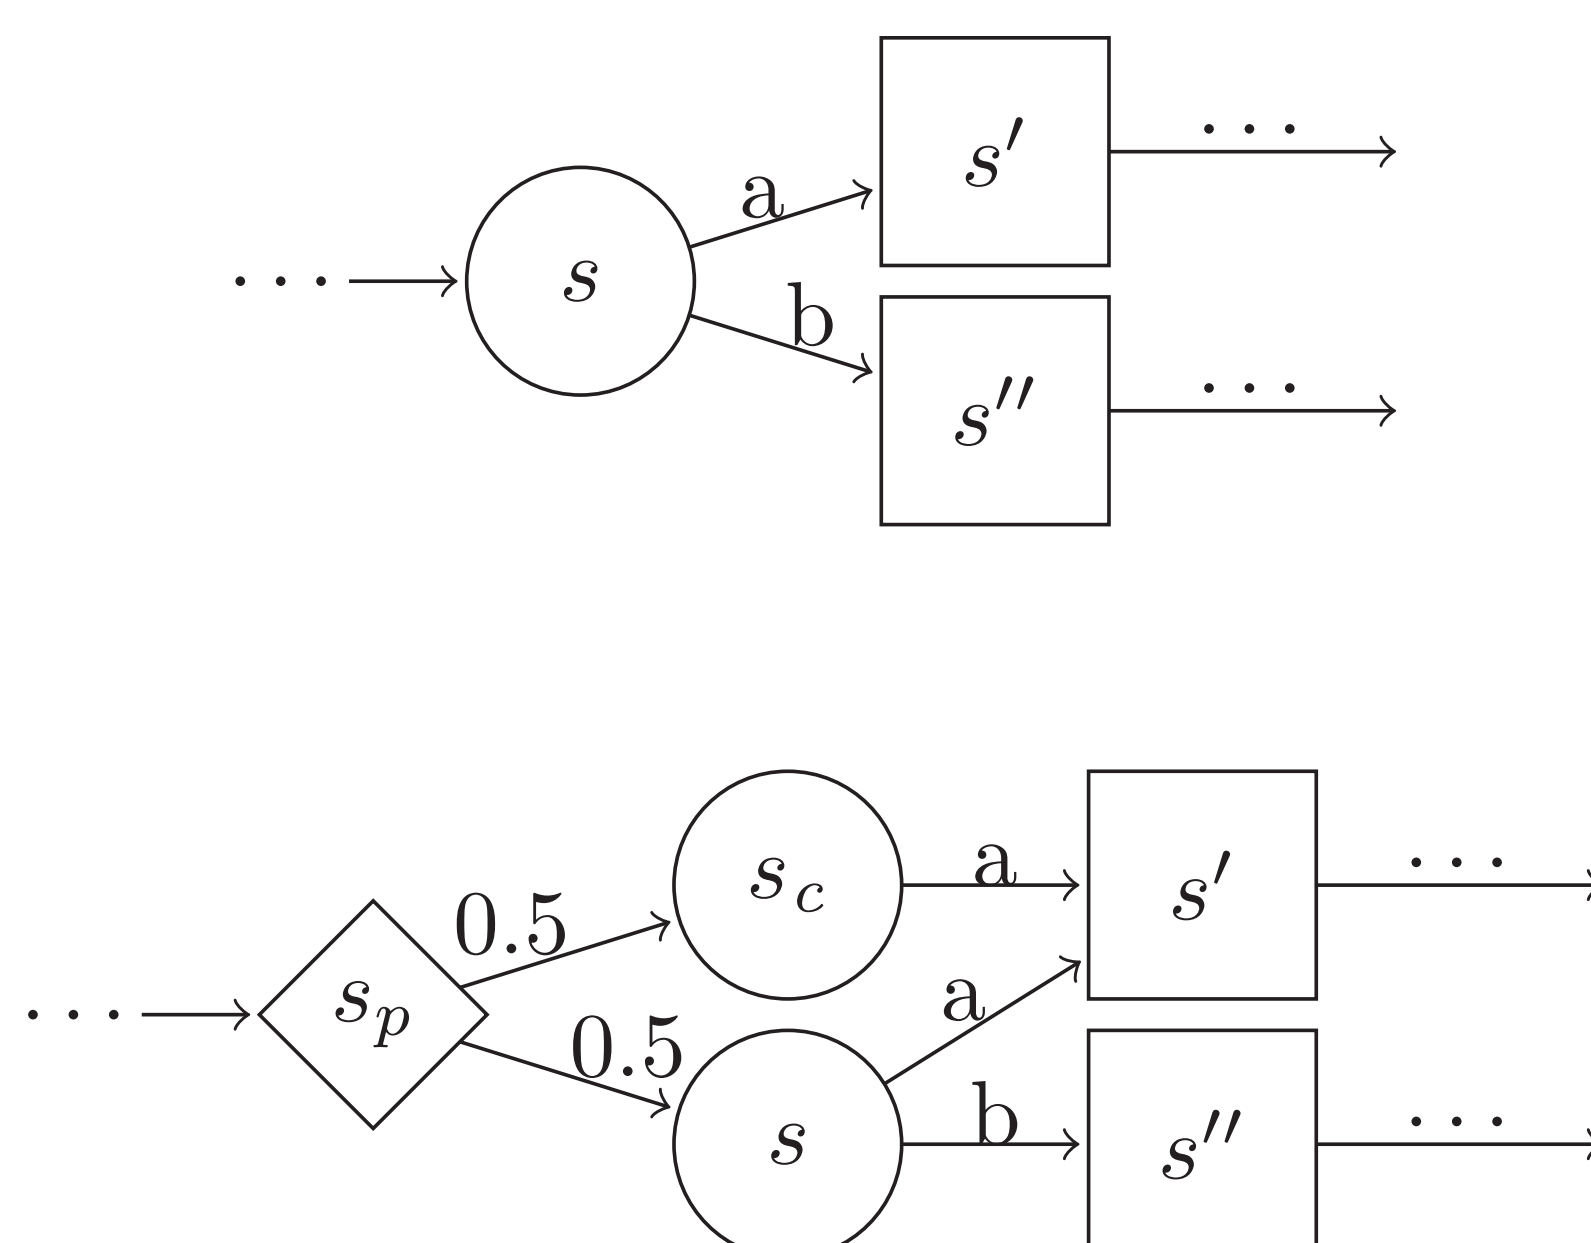 . . .
a
s′
. . .
. . .
s
b
s″
. . .
0.5
s_c
a
s′
. . .
. . .
s_p
0.5
a
s
b
s″
. . .